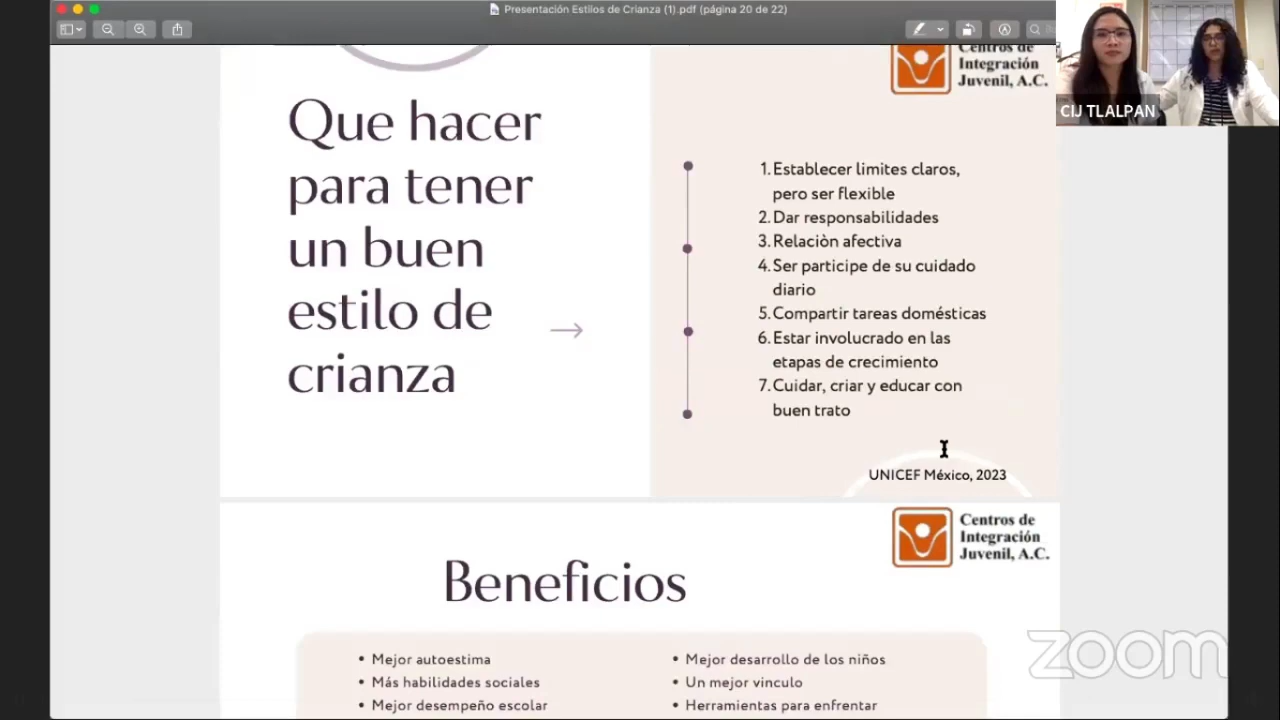 Presentación Estilos de Crianza (1).pdf (página 20 de 22)
CIJ TLALPAN
Centros de
Integración
Juvenil, A.C.
Que hacer
para tener
un buen
estilo de
crianza
1. Establecer limites claros,
pero ser flexible
2. Dar responsabilidades
3. Relaciòn afectiva
4. Ser participe de su cuidado
diario
5. Compartir tareas domésticas
6. Estar involucrado en las
etapas de crecimiento
7. Cuidar, criar y educar con
buen trato
UNICEF México, 2023
Centros de
Integración
Juvenil, A.C.
Beneficios
• Mejor autoestima
• Más habilidades sociales
• Mejor desempeño escolar
• Mejor desarrollo de los niños
• Un mejor vinculo
• Herramientas para enfrentar
zoom